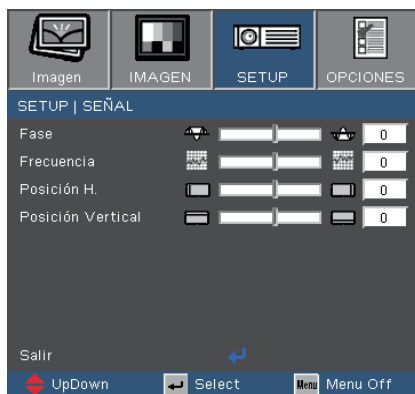 Imagen IMAGEN SETUP OPCIONES
SETUP | SEÑAL
Fase 0
Frecuencia 0
Posición H. 0
Posición Vertical 0
Salir
UpDown Select Menu Menu Off